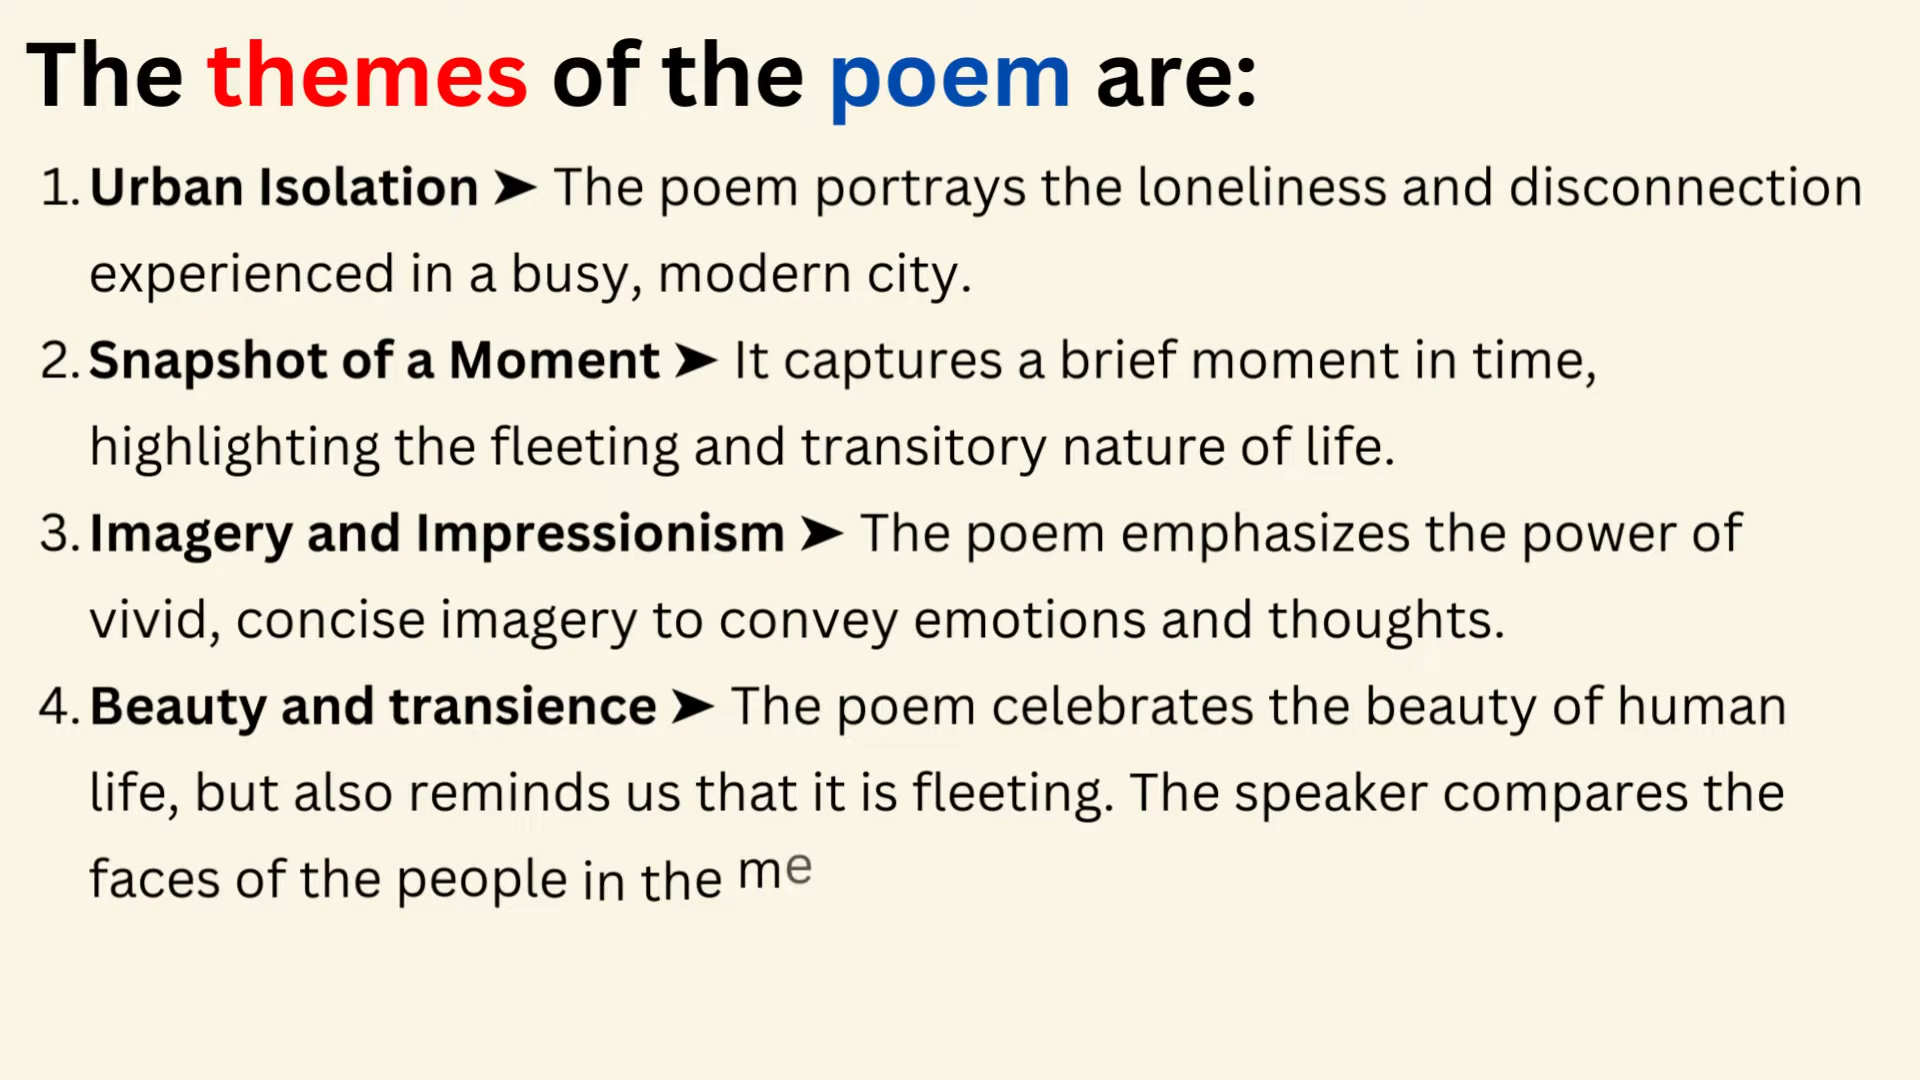 The themes of the poem are:
1. Urban Isolation ➤ The poem portrays the loneliness and disconnection
experienced in a busy, modern city.
2. Snapshot of a Moment ➤ It captures a brief moment in time,
highlighting the fleeting and transitory nature of life.
3. Imagery and Impressionism ➤ The poem emphasizes the power of
vivid, concise imagery to convey emotions and thoughts.
4. Beauty and transience ➤ The poem celebrates the beauty of human
life, but also reminds us that it is fleeting. The speaker compares the
faces of the people in the me